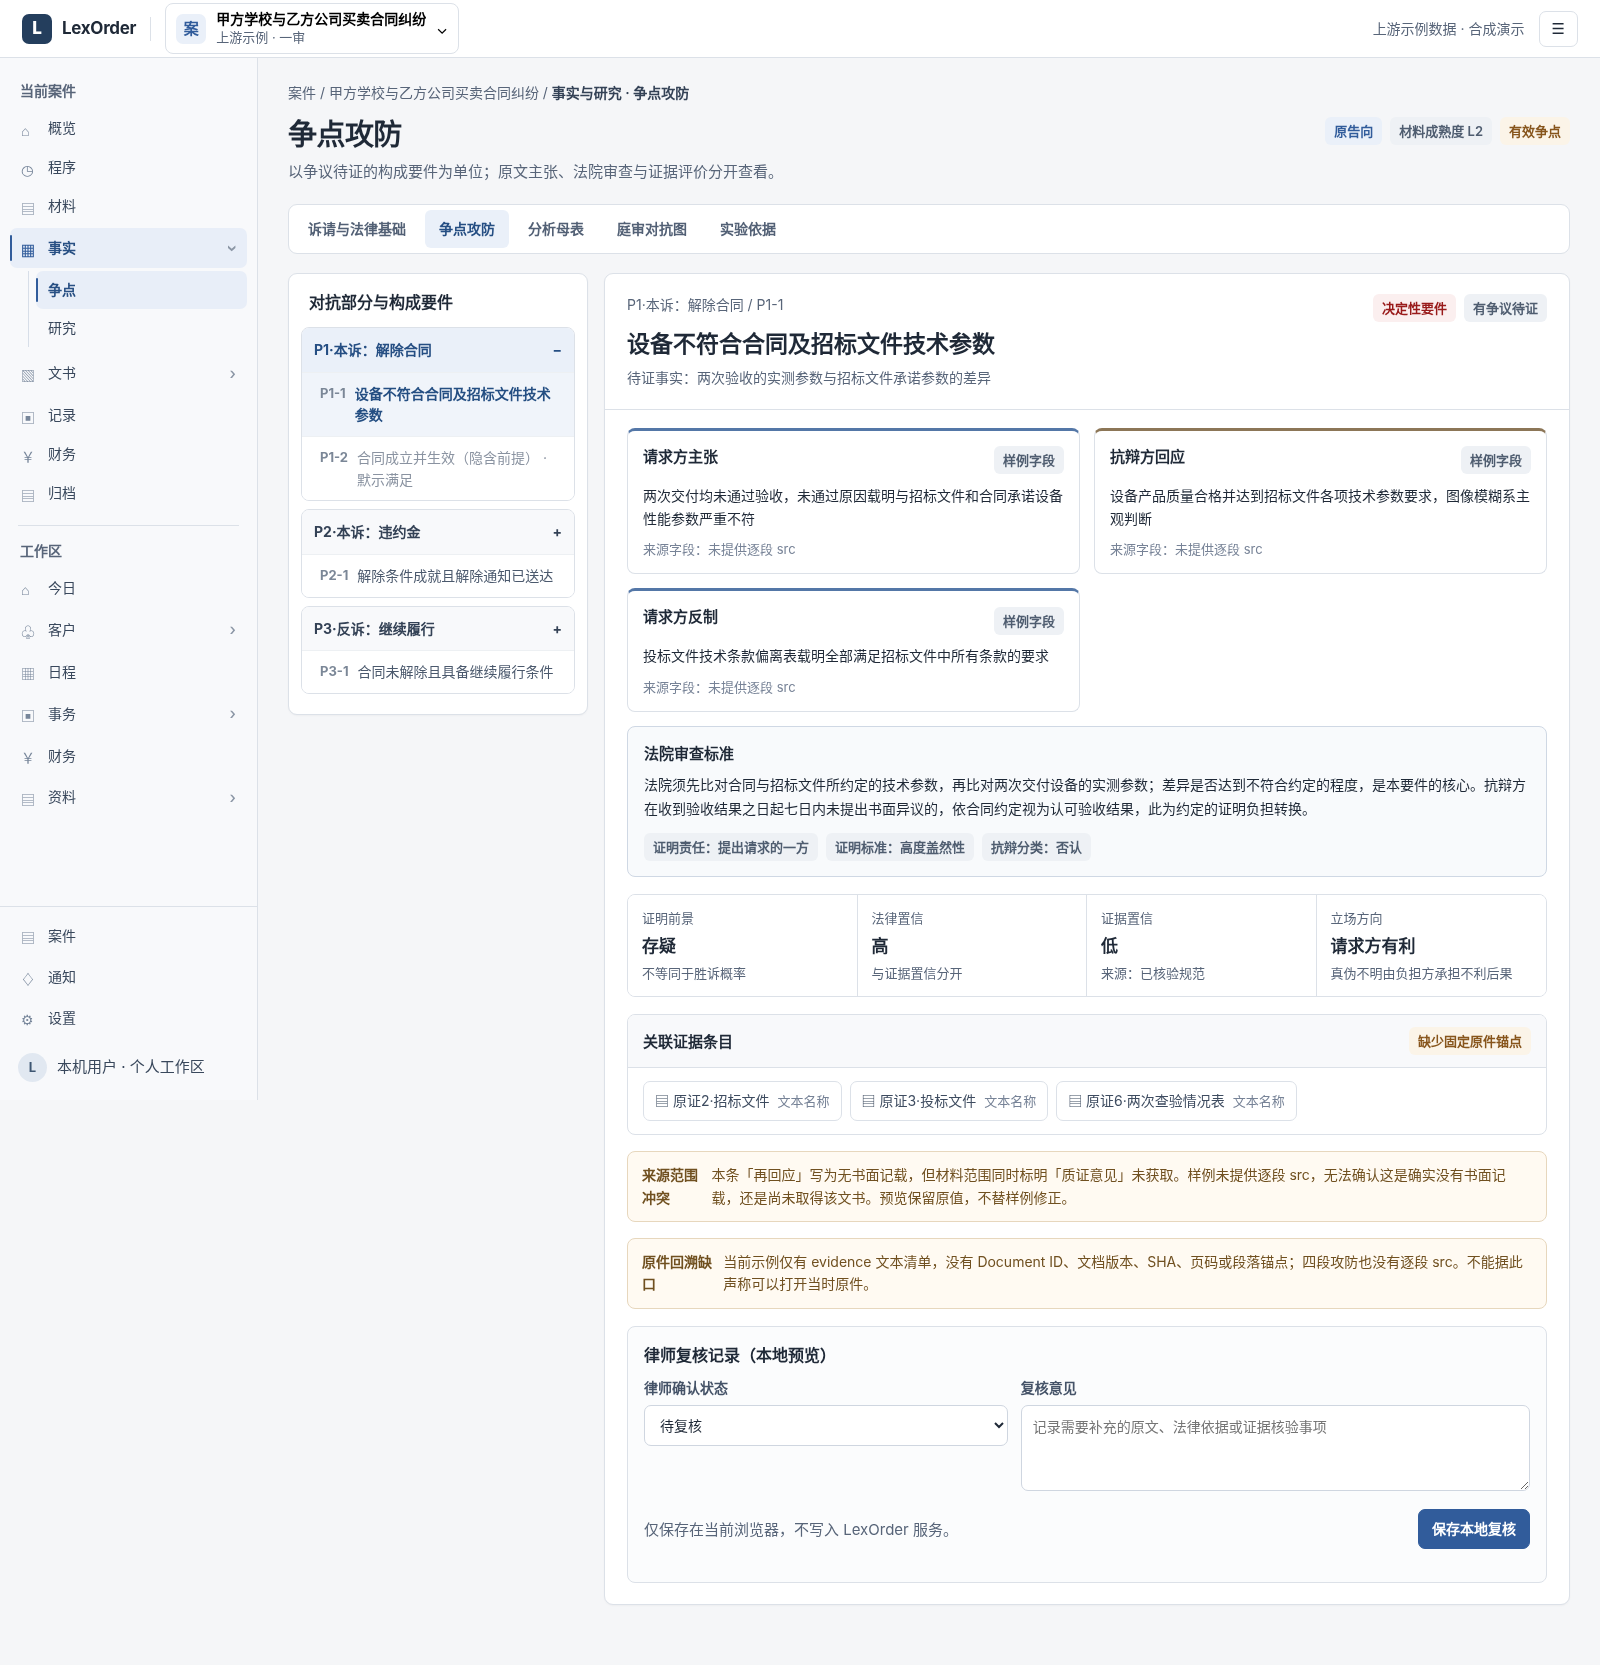 L LexOrder
案 甲方学校与乙方公司买卖合同纠纷
上游示例 · 一审
上游示例数据 · 合成演示
当前案件
概览
程序
材料
事实
争点
研究
文书
记录
¥ 财务
归档
工作区
今日
客户
日程
事务
¥ 财务
资料
案件
通知
设置
L 本机用户 · 个人工作区
案件 / 甲方学校与乙方公司买卖合同纠纷 / 事实与研究 · 争点攻防
争点攻防
原告向 材料成熟度 L2 有效争点
以争议待证的构成要件为单位；原文主张、法院审查与证据评价分开查看。
诉请与法律基础 争点攻防 分析母表 庭审对抗图 实验依据
对抗部分与构成要件
P1·本诉：解除合同 −
P1-1 设备不符合合同及招标文件技术
参数
P1-2 合同成立并生效（隐含前提） ·
默示满足
P2·本诉：违约金 +
P2-1 解除条件成就且解除通知已送达
P3·反诉：继续履行 +
P3-1 合同未解除且具备继续履行条件
P1·本诉：解除合同 / P1-1
决定性要件 有争议待证
设备不符合合同及招标文件技术参数
待证事实：两次验收的实测参数与招标文件承诺参数的差异
请求方主张 样例字段
两次交付均未通过验收，未通过原因载明与招标文件和合同承诺设备
性能参数严重不符
来源字段：未提供逐段 src
抗辩方回应 样例字段
设备产品质量合格并达到招标文件各项技术参数要求，图像模糊系主
观判断
来源字段：未提供逐段 src
请求方反制 样例字段
投标文件技术条款偏离表载明全部满足招标文件中所有条款的要求
来源字段：未提供逐段 src
法院审查标准
法院须先比对合同与招标文件所约定的技术参数，再比对两次交付设备的实测参数；差异是否达到不符合约定的程度，是本要件的核心。抗辩方
在收到验收结果之日起七日内未提出书面异议的，依合同约定视为认可验收结果，此为约定的证明负担转换。
证明责任：提出请求的一方 证明标准：高度盖然性 抗辩分类：否认
证明前景
存疑
不等同于胜诉概率
法律置信
高
与证据置信分开
证据置信
低
来源：已核验规范
立场方向
请求方有利
真伪不明由负担方承担不利后果
关联证据条目 缺少固定原件锚点
原证2·招标文件 文本名称
原证3·投标文件 文本名称
原证6·两次查验情况表 文本名称
来源范围
冲突
本条「再回应」写为无书面记载，但材料范围同时标明「质证意见」未获取。样例未提供逐段 src，无法确认这是确实没有书面记
载，还是尚未取得该文书。预览保留原值，不替样例修正。
原件回溯缺
口
当前示例仅有 evidence 文本清单，没有 Document ID、文档版本、SHA、页码或段落锚点；四段攻防也没有逐段 src。不能据此
声称可以打开当时原件。
律师复核记录（本地预览）
律师确认状态
待复核
复核意见
记录需要补充的原文、法律依据或证据核验事项
仅保存在当前浏览器，不写入 LexOrder 服务。
保存本地复核